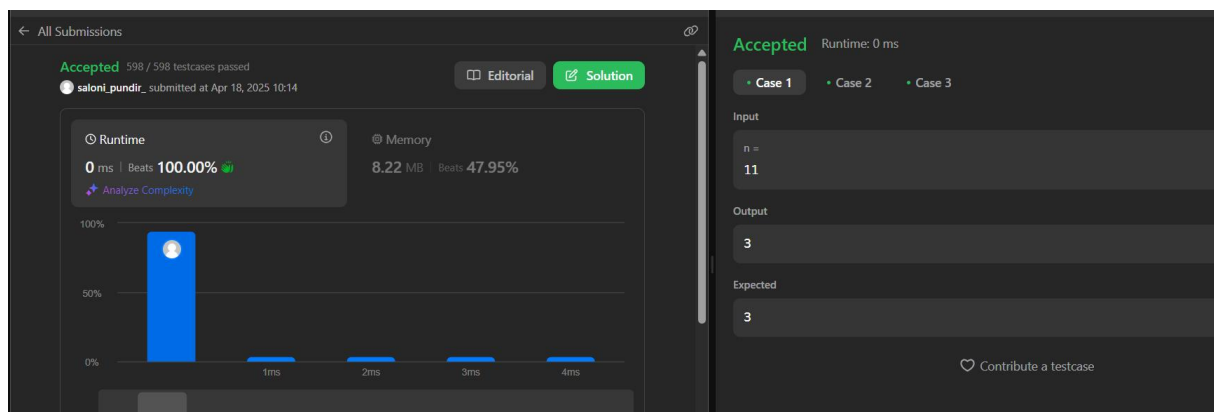 ← All Submissions
Accepted 598 / 598 testcases passed
saloni_pundir_ submitted at Apr 18, 2025 10:14
Editorial
Solution
Runtime
0 ms | Beats 100.00%
Analyze Complexity
Memory
8.22 MB | Beats 47.95%
100%
50%
0%
1ms 2ms 3ms 4ms
Accepted Runtime: 0 ms
• Case 1 • Case 2 • Case 3
Input
n =
11
Output
3
Expected
3
Contribute a testcase